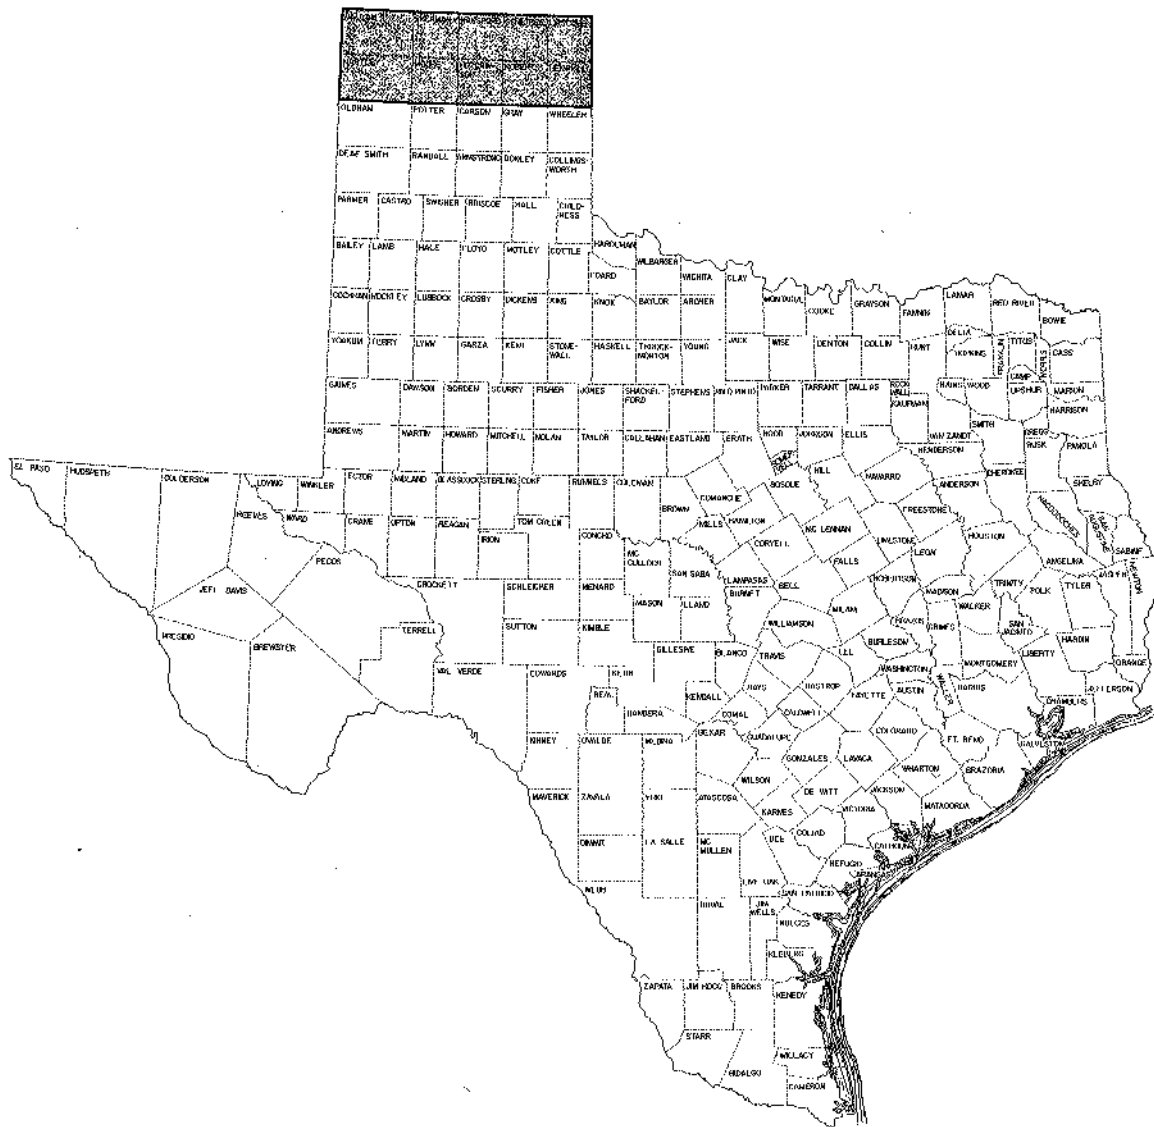 OLDHAM POTTER CARSON GRAY WHEELER
DEAF SMITH RANDALL ARMSTRONG DONLEY COLLINGS-
WORTH
PARMER CASTRO SWISHER BRISCOE HALL CHILD-
RESS
BAILEY LAMB HALE FLOYD MOTLEY COTTLE HARDEMAN
FOARD WILBARGER WICHITA CLAY
COCHRAN HOCKLEY LUBBOCK CROSBY DICKENS KING KNOX BAYLOR ARCHER MONTAGUE COOKE GRAYSON FANNIN LAMAR RED RIVER BOWIE
YOAKUM TERRY LYNN GARZA KENT STONE-
WALL HASKELL THROCK-
MORTON YOUNG JACK WISE DENTON COLLIN HUNT DELTA HOPKINS FRANKLIN TITUS MORRIS CASS
CAMP
GAINES DAWSON BORDEN SCURRY FISHER JONES SHACKEL-
FORD STEPHENS PALO PINTO PARKER TARRANT DALLAS ROCK
WALL RAINS WOOD UPSHUR MARION
KAUFMAN HARRISON
ANDREWS MARTIN HOWARD MITCHELL NOLAN TAYLOR CALLAHAN EASTLAND ERATH HOOD JOHNSON ELLIS VAN ZANDT SMITH GREGG
HENDERSON RUSK PANOLA
EL PASO HUDSPETH CULBERSON LOVING WINKLER ECTOR MIDLAND GLASSCOCK STERLING COKE RUNNELS COLEMAN BROWN COMANCHE BOSQUE HILL NAVARRO ANDERSON CHEROKEE SHELBY
REEVES WARD CRANE UPTON REAGAN TOM GREEN IRION CONCHO MILLS HAMILTON MC LENNAN FREESTONE NACOGDOCHES SAN
AUGUSTINE SABINE
PECOS MC
CULLOCH SAN SABA CORYELL FALLS LIMESTONE LEON HOUSTON ANGELINA
JEFF DAVIS CROCKETT SCHLEICHER MENARD LAMPASAS BELL ROBERTSON MADISON TRINITY POLK TYLER JASPER NEWTON
BURNET MASON LLANO MILAM WALKER
PRESIDIO BREWSTER TERRELL SUTTON KIMBLE WILLIAMSON BRAZOS GRIMES SAN
JACINTO HARDIN
BURLESON LIBERTY
GILLESPIE BLANCO TRAVIS LEE WASHINGTON MONTGOMERY ORANGE
VAL VERDE EDWARDS KERR HAYS BASTROP FAYETTE AUSTIN WALLER HARRIS JEFFERSON
REAL KENDALL CHAMBERS
BANDERA COMAL CALDWELL
KINNEY UVALDE MEDINA BEXAR GUADALUPE GONZALES LAVACA COLORADO FT. BEND GALVESTON
WILSON WHARTON BRAZORIA
MAVERICK ZAVALA FRIO ATASCOSA KARNES DE WITT JACKSON
VICTORIA MATAGORDA
DIMMIT LA SALLE MC
MULLEN BEE GOLIAD CALHOUN
REFUGIO
WEBB LIVE OAK ARANSAS
SAN PATRICIO
DUVAL JIM
WELLS NUECES
KLEBERG
ZAPATA JIM HOGG BROOKS KENEDY
STARR
WILLACY
HIDALGO
CAMERON